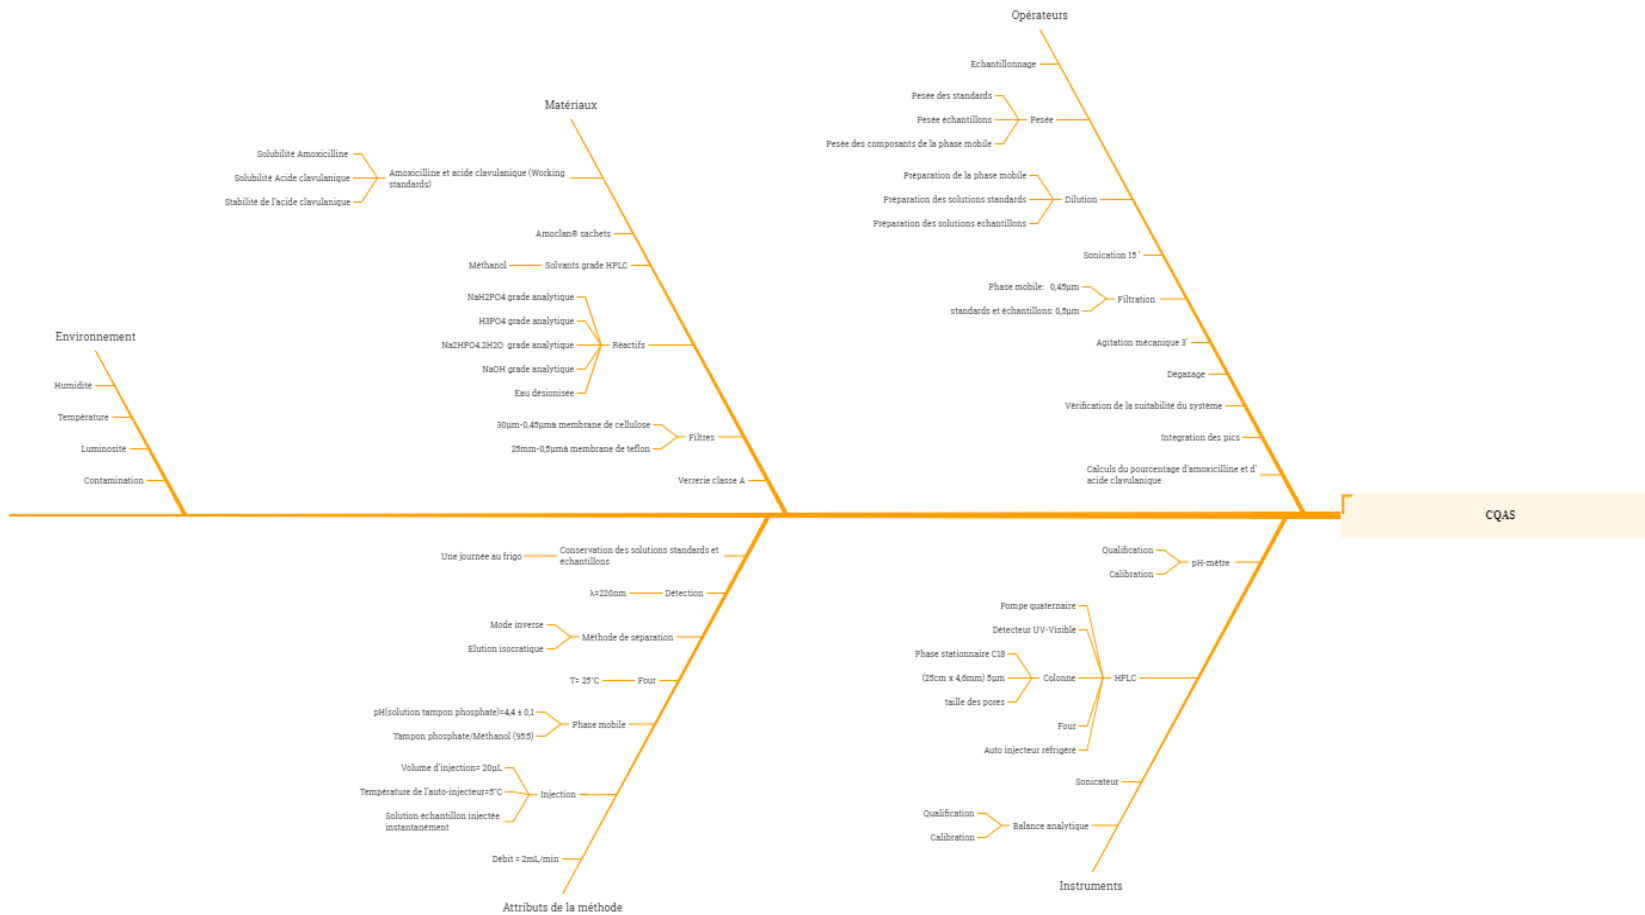 Opérateurs
Echantillonnage
Pesée des standards
Pesée échantillons
Pesée
Pesée des composants de la phase mobile
Préparation de la phase mobile
Préparation des solutions standards
Dilution
Préparation des solutions échantillons
Sonication 15 '
Phase mobile: 0,45µm
Filtration
standards et échantillons: 0,5µm
Agitation mécanique 3'
Dégazage
Vérification de la suitabilité du système
Integration des pics
Calculs du pourcentage d'amoxicilline et d'
acide clavulanique
Matériaux
Solubilité Amoxicilline
Solubilité Acide clavulanique
Stabilité de l'acide clavulanique
Amoxicilline et acide clavulanique (Working
standards)
Amoclan® sachets
Méthanol
Solvants grade HPLC
NaH2PO4 grade analytique
H3PO4 grade analytique
Na2HPO4.2H2O grade analytique
Réactifs
NaOH grade analytique
Eau désionisée
30µm-0,45µmà membrane de cellulose
Filtres
25mm-0,5µmà membrane de teflon
Verrerie classe A
Environnement
Humidité
Température
Luminosité
Contamination
CQAS
Une journée au frigo
Conservation des solutions standards et
échantillons
λ=220nm
Détection
Mode inverse
Méthode de séparation
Elution isocratique
T= 25°C
Four
pH(solution tampon phosphate)=4,4 ± 0,1
Phase mobile
Tampon phosphate/Méthanol (95:5)
Volume d'injection= 20µL
Température de l'auto-injecteur=5°C
Injection
Solution échantillon injectée
instantanément
Débit = 2mL/min
Attributs de la méthode
Qualification
pH-mètre
Calibration
Pompe quaternaire
Détecteur UV-Visible
Phase stationnaire C18
(25cm x 4,6mm) 5µm
Colonne
HPLC
taille des pores
Four
Auto injecteur réfrigéré
Sonicateur
Qualification
Balance analytique
Calibration
Instruments